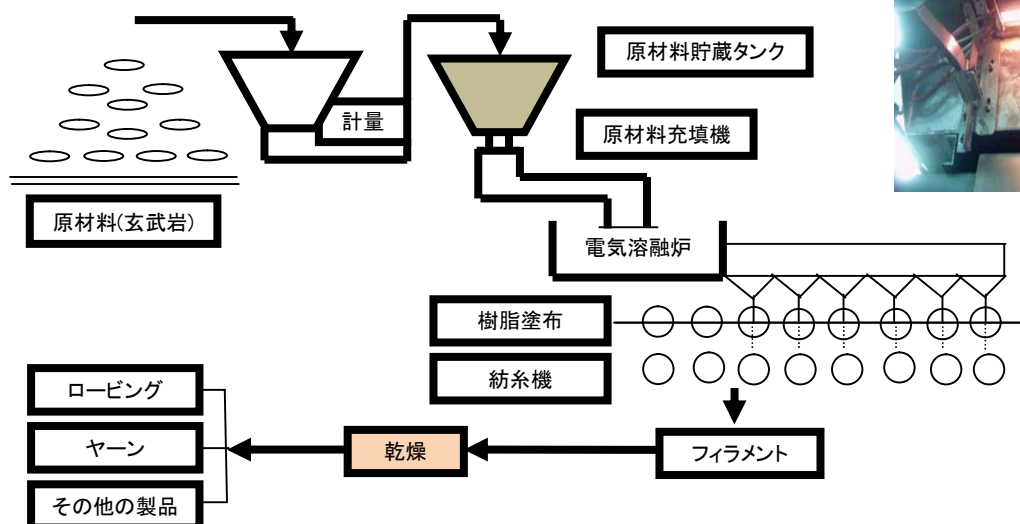 原材料貯蔵タンク
計量
原材料充填機
原材料(玄武岩)
電気溶融炉
樹脂塗布
紡糸機
ロービング
ヤーン
乾燥
フィラメント
その他の製品